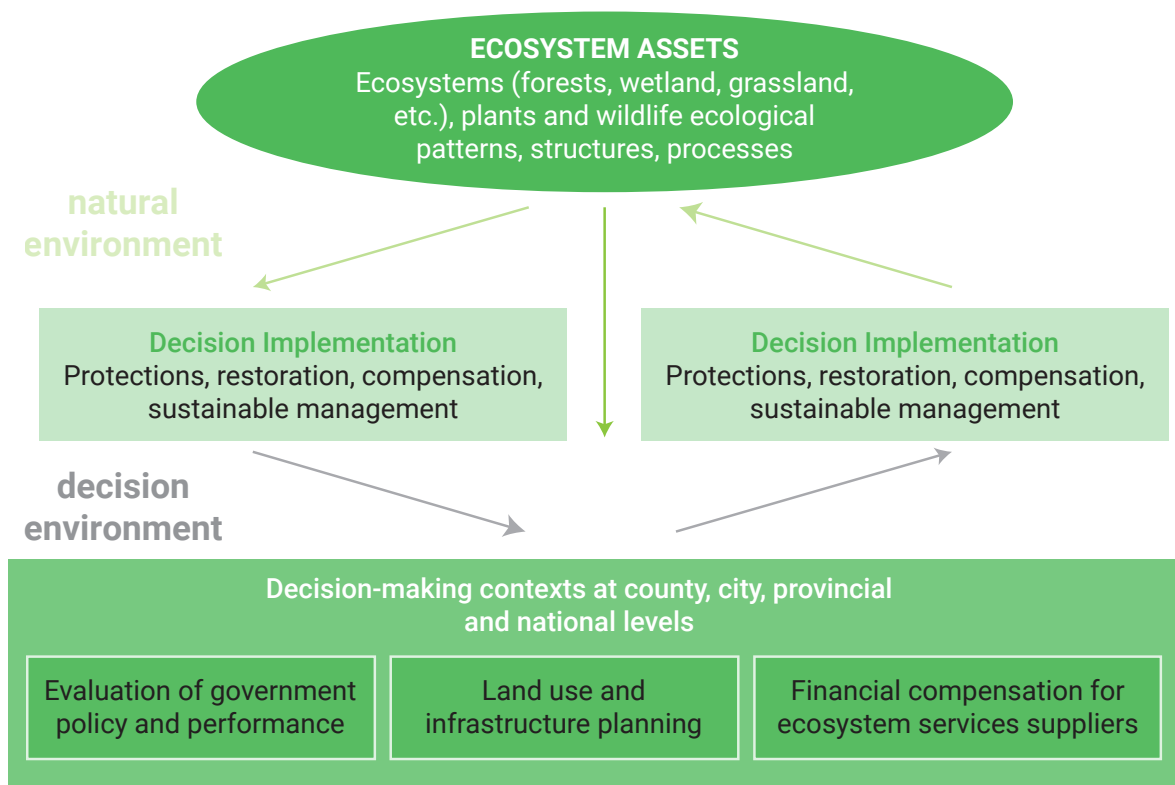 ECOSYSTEM ASSETS
Ecosystems (forests, wetland, grassland,
etc.), plants and wildlife ecological
patterns, structures, processes
natural
environment
Decision Implementation
Protections, restoration, compensation,
sustainable management
Decision Implementation
Protections, restoration, compensation,
sustainable management
decision
environment
Decision-making contexts at county, city, provincial
and national levels
Evaluation of government
policy and performance
Land use and
infrastructure planning
Financial compensation for
ecosystem services suppliers